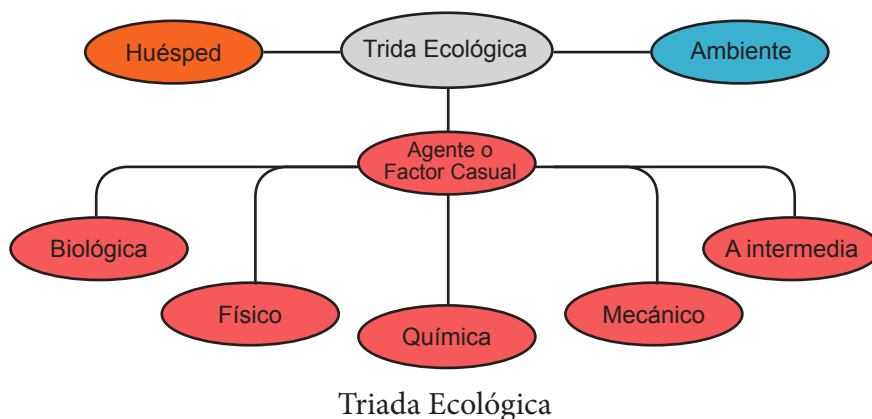 Huésped
Trida Ecológica
Ambiente
Agente o
Factor Casual
Biológica
A intermedia
Físico
Mecánico
Química
Triada Ecológica